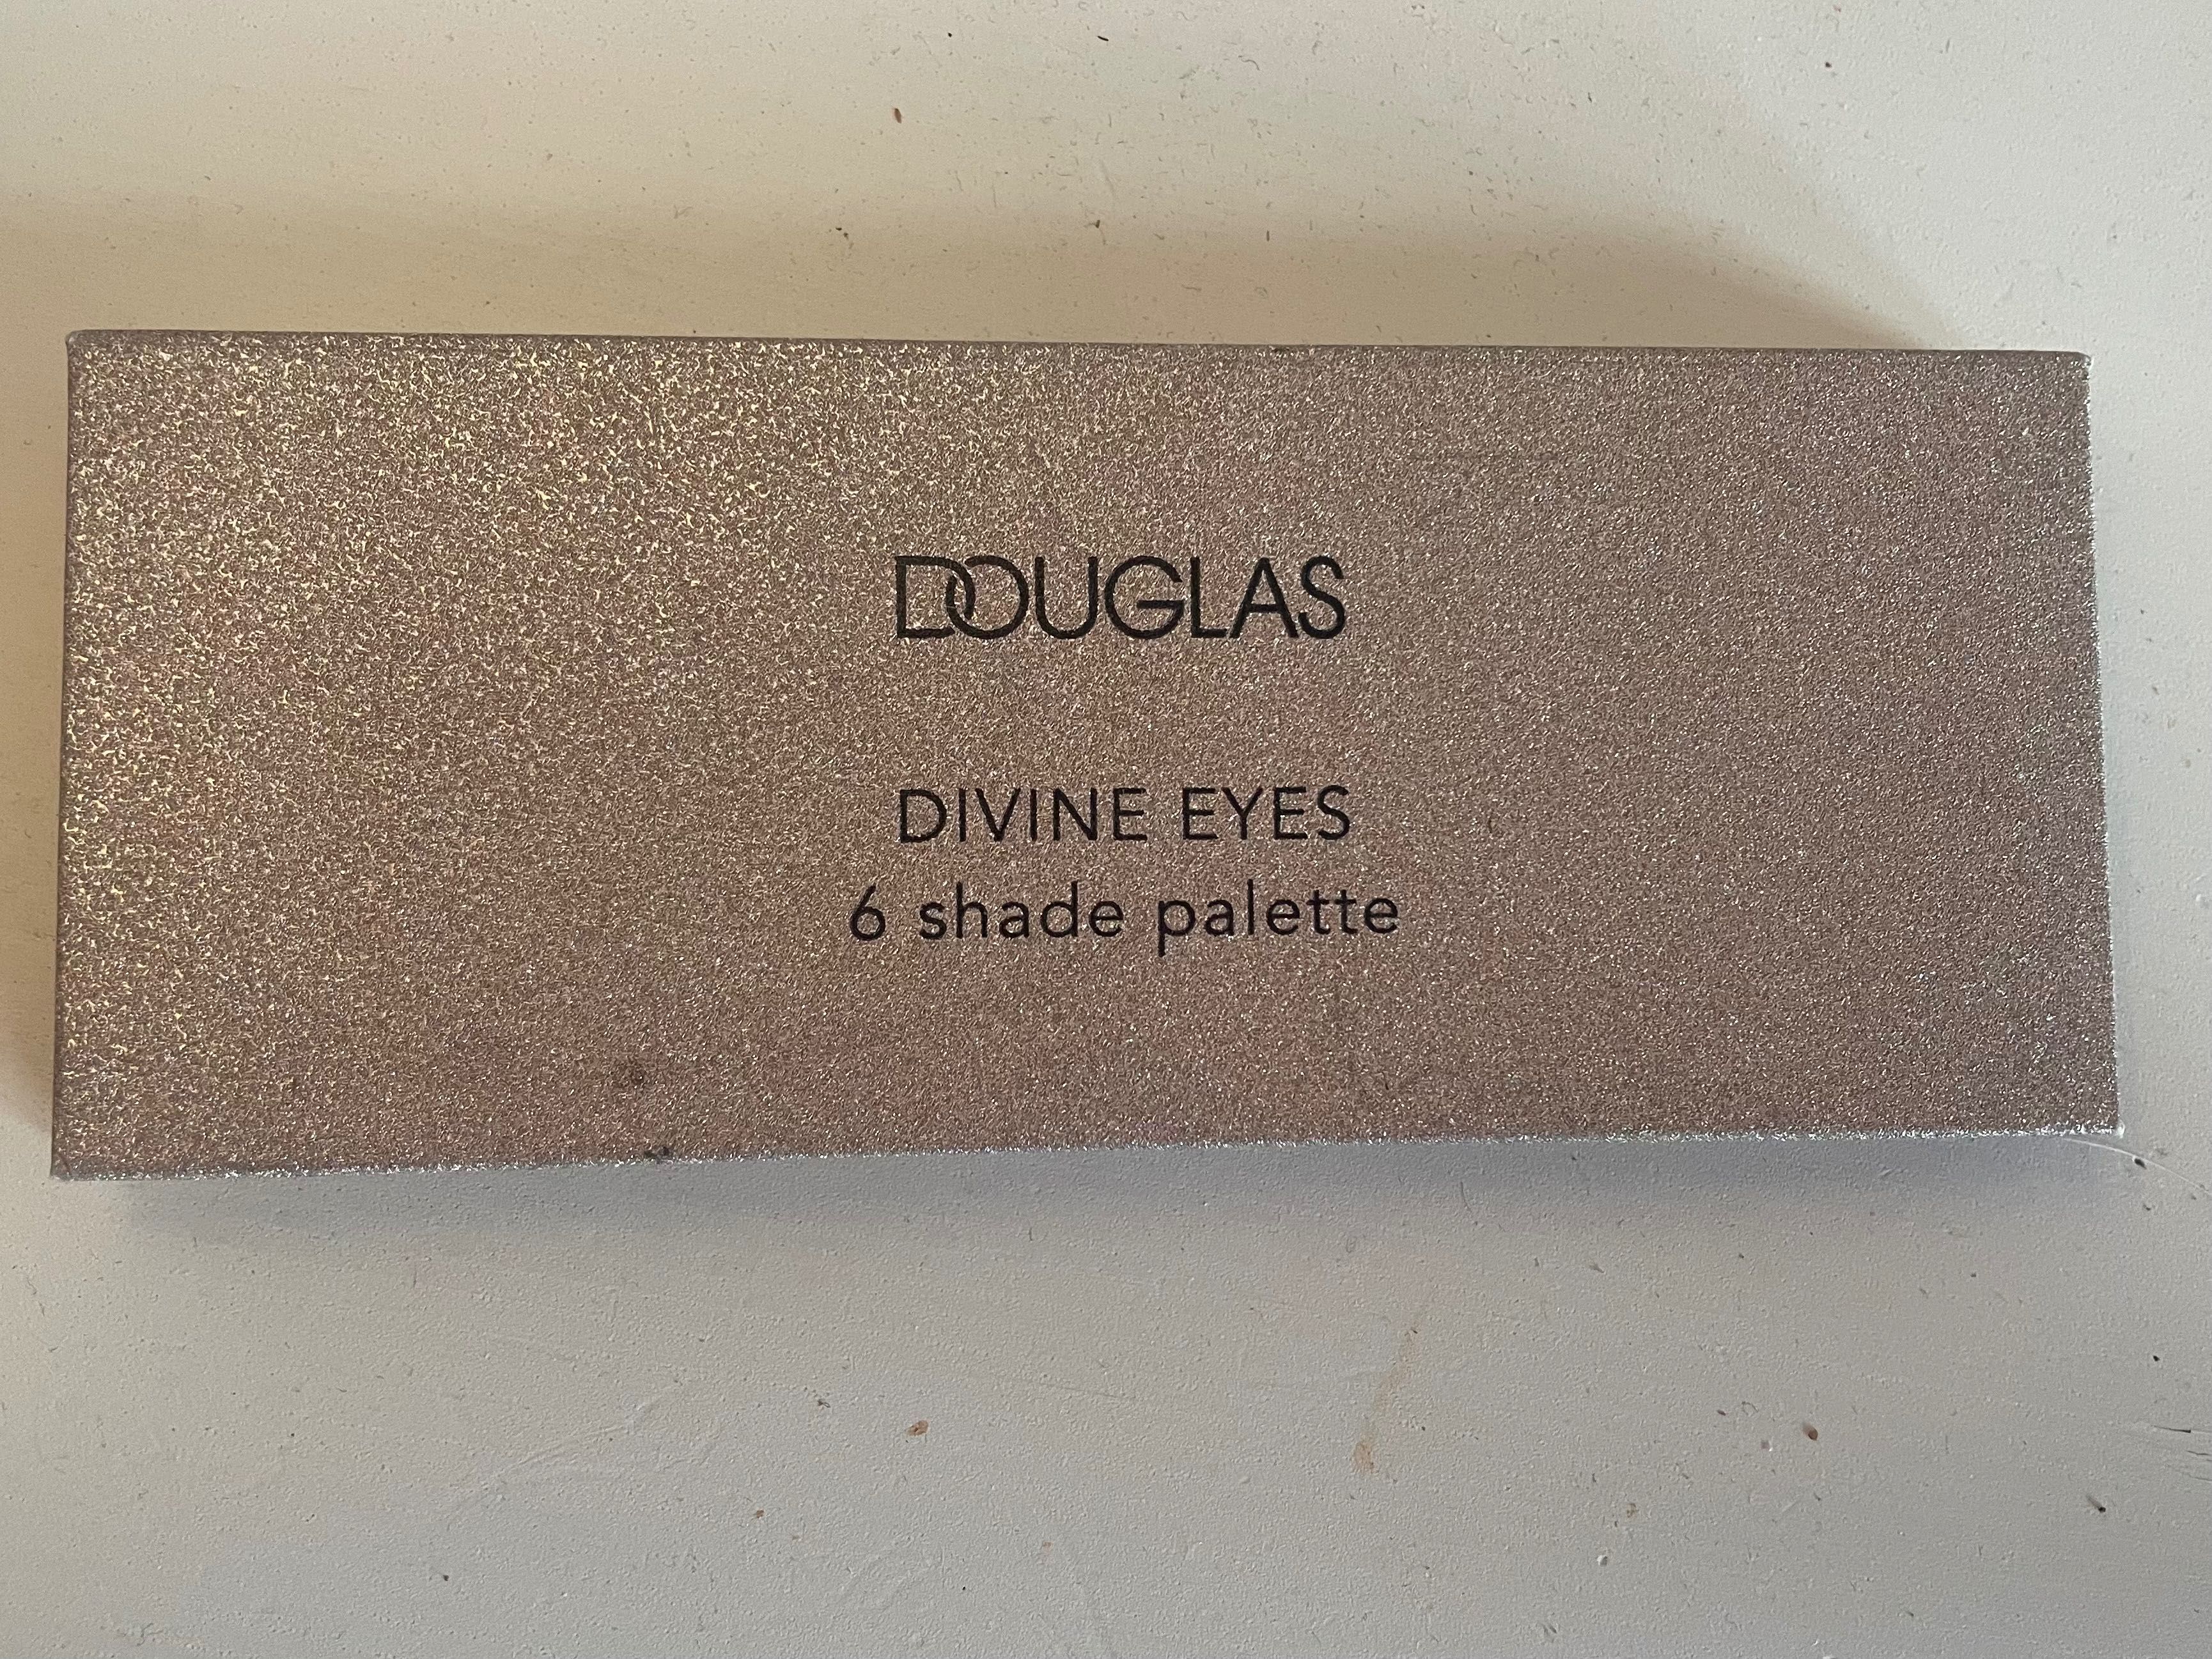 DOUGLAS
DIVINE EYES
6 shade palette